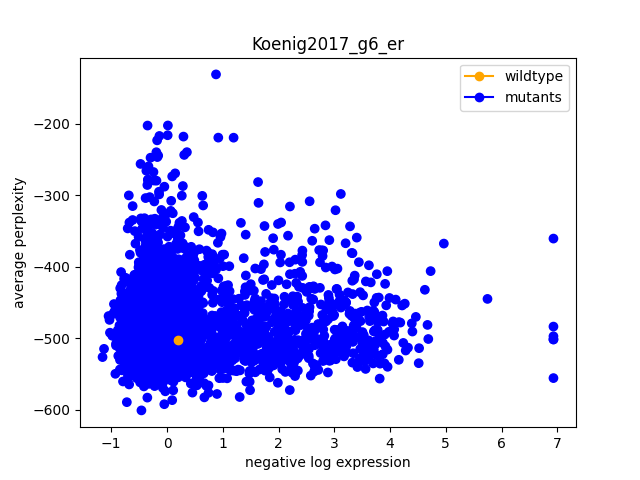 Koenig2017_g6_er
wildtype
mutants
−200
−300
−400
−500
−600
average perplexity
−1
0
1
2
3
4
5
6
7
negative log expression